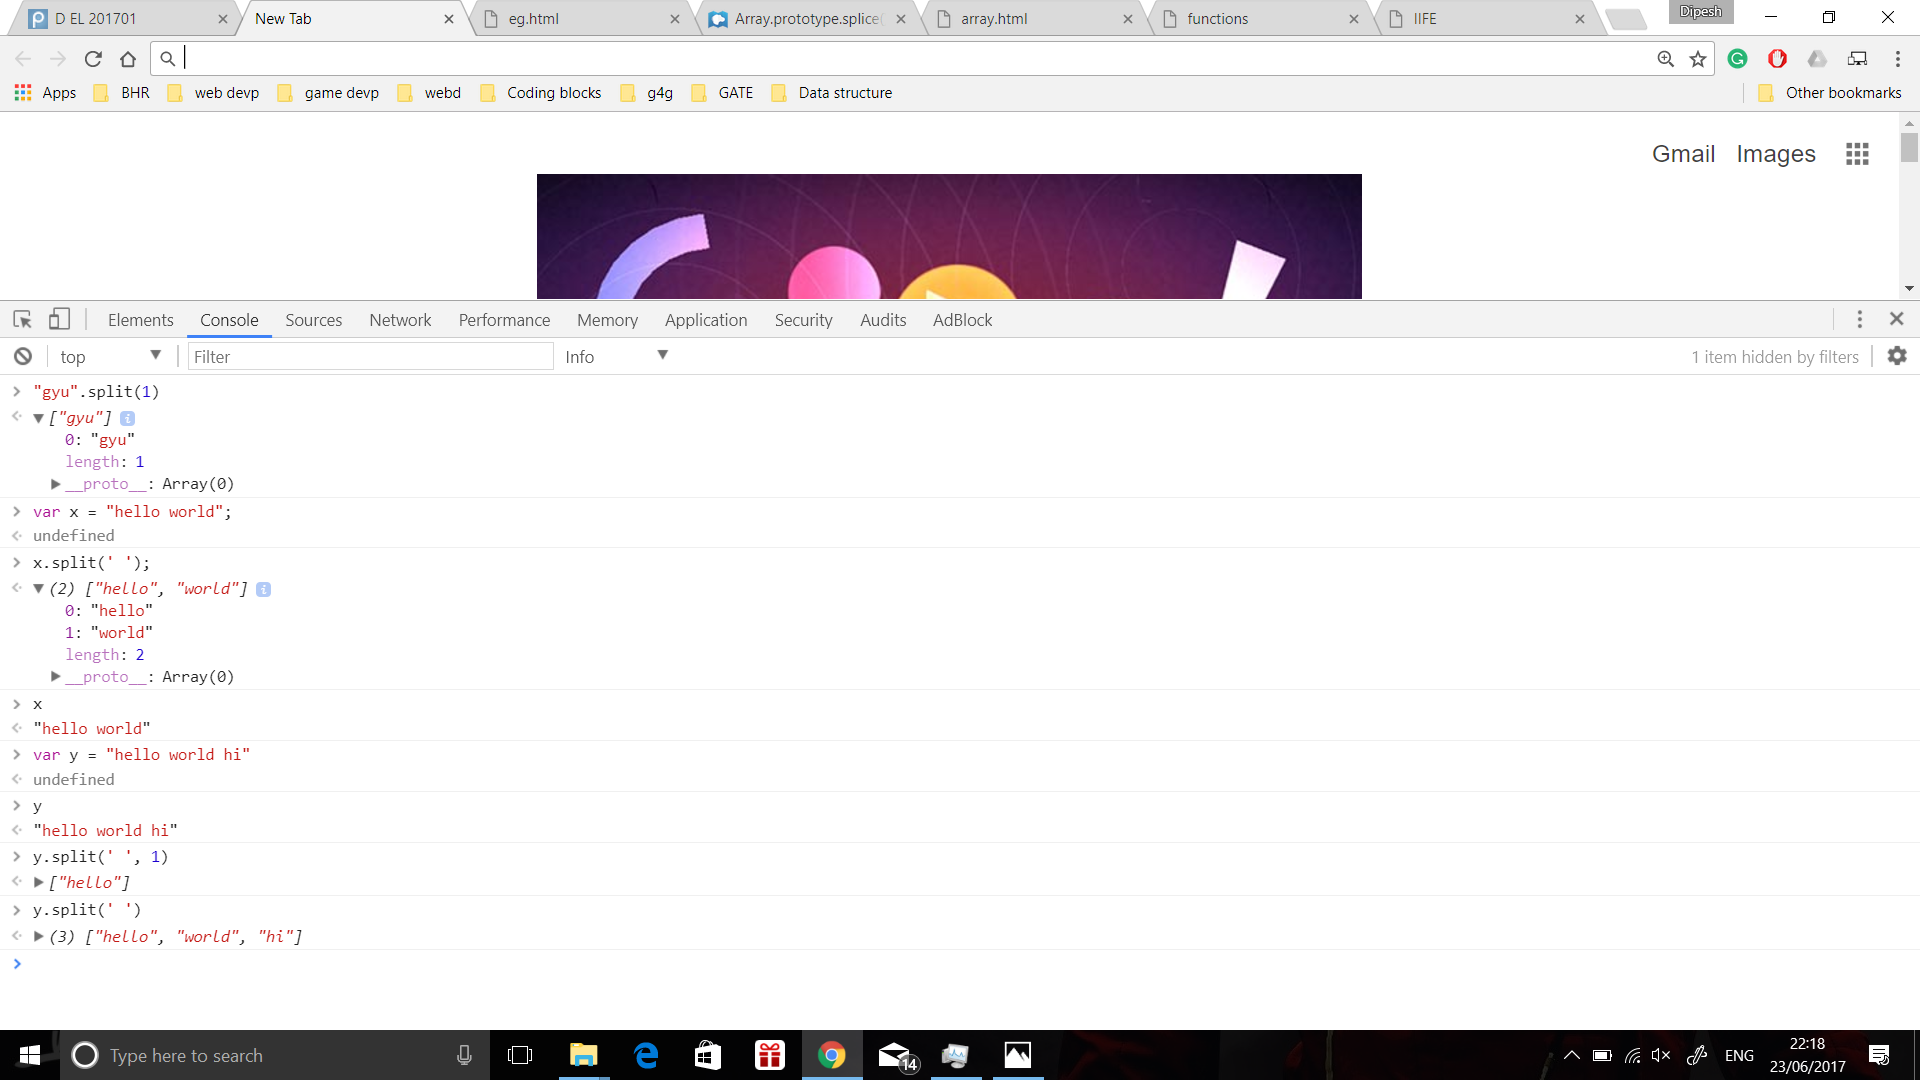 D EL 201701
New Tab
eg.html
Array.prototype.splice(
array.html
functions
IIFE
Dipesh
Apps
BHR
web devp
game devp
webd
Coding blocks
g4g
GATE
Data structure
Other bookmarks
Gmail
Images
Elements
Console
Sources
Network
Performance
Memory
Application
Security
Audits
AdBlock
top
Filter
Info
1 item hidden by filters
"gyu".split(1)
["gyu"]
0: "gyu"
length: 1
__proto__: Array(0)
var x = "hello world";
undefined
x.split(' ');
(2) ["hello", "world"]
0: "hello"
1: "world"
length: 2
__proto__: Array(0)
x
"hello world"
var y = "hello world hi"
undefined
y
"hello world hi"
y.split(' ', 1)
["hello"]
y.split(' ')
(3) ["hello", "world", "hi"]
Type here to search
14
ENG
22:18
23/06/2017